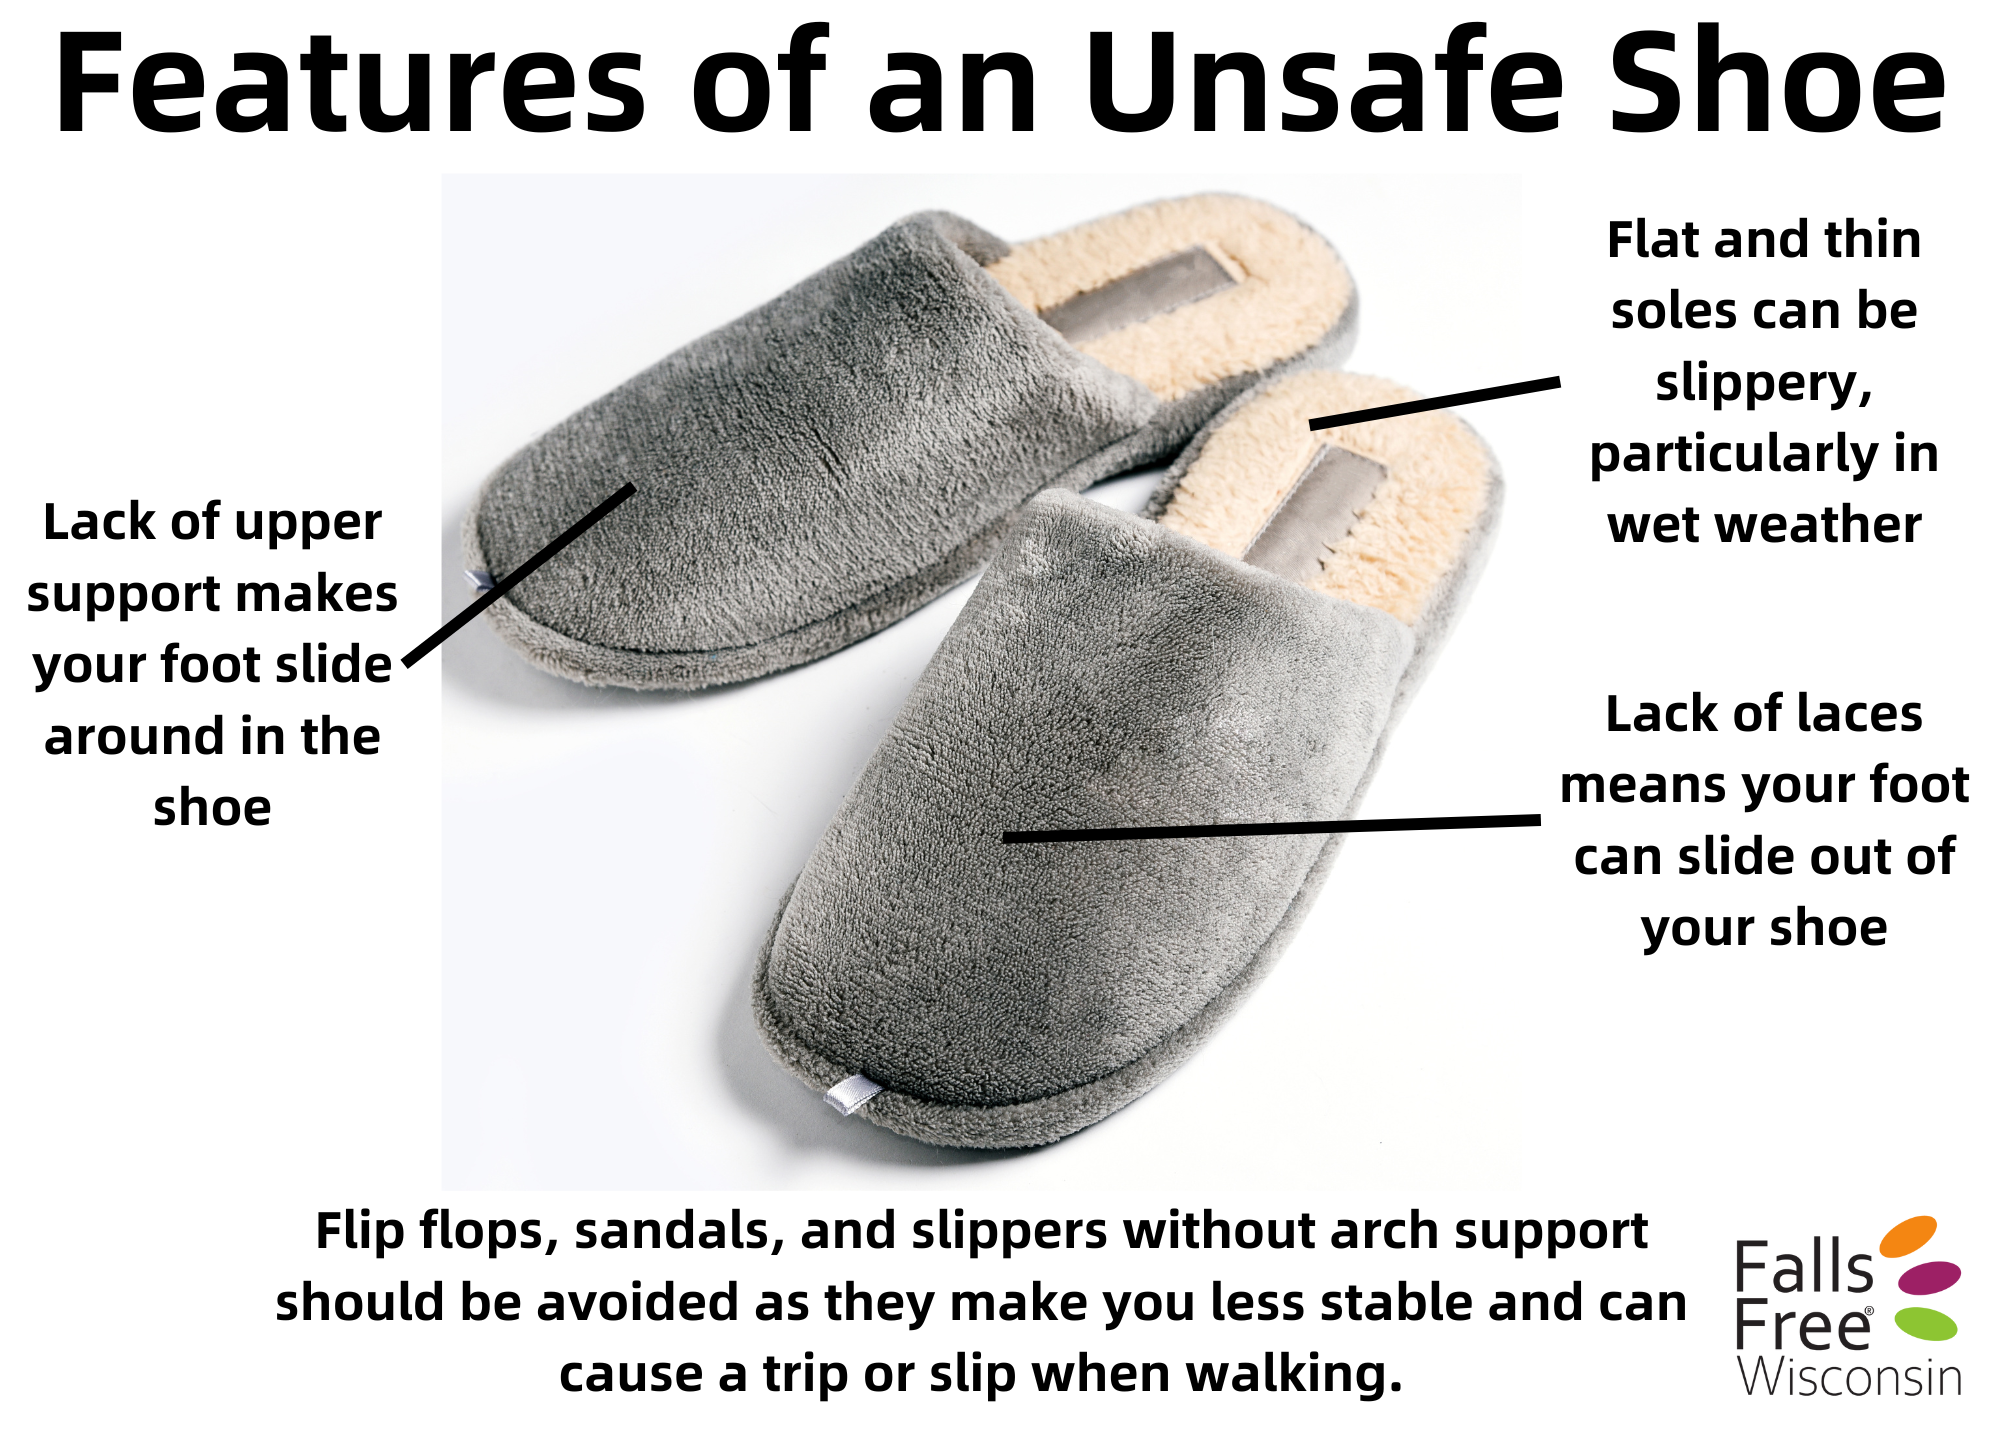 Features of an Unsafe Shoe
Flat and thin
soles can be
slippery,
particularly in
wet weather
Lack of upper
support makes
your foot slide
around in the
shoe
Lack of laces
means your foot
can slide out of
your shoe
Flip flops, sandals, and slippers without arch support
should be avoided as they make you less stable and can
cause a trip or slip when walking.
Falls
Free®
Wisconsin